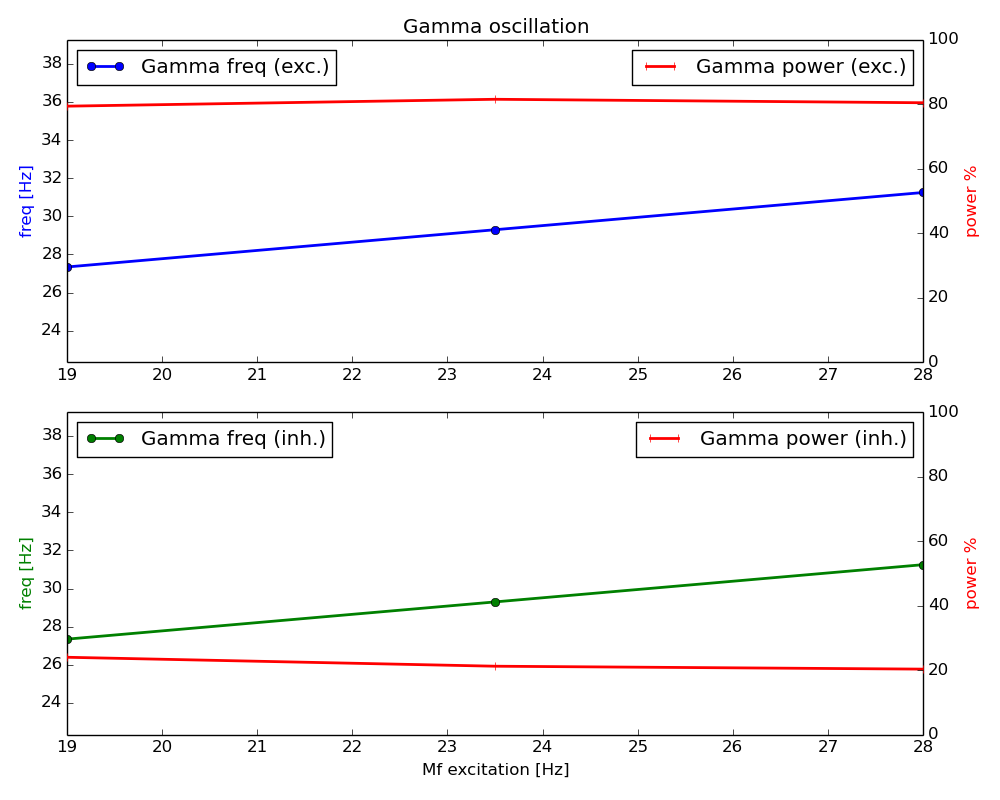 Gamma oscillation
Gamma freq (exc.)
Gamma power (exc.)
freq [Hz]
38
36
34
32
30
28
26
24
power %
100
80
60
40
20
0
19 20 21 22 23 24 25 26 27 28
Gamma freq (inh.)
Gamma power (inh.)
freq [Hz]
38
36
34
32
30
28
26
24
power %
100
80
60
40
20
0
19 20 21 22 23 24 25 26 27 28
Mf excitation [Hz]